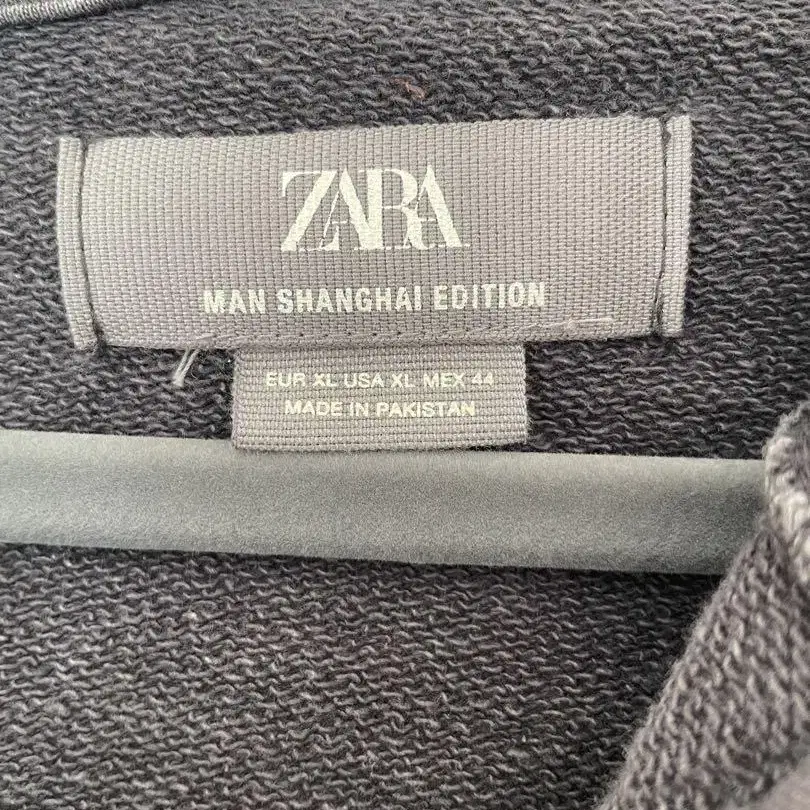 ZARA
MAN SHANGHAI EDITION
EUR XL USA XL MEX 44
MADE IN PAKISTAN